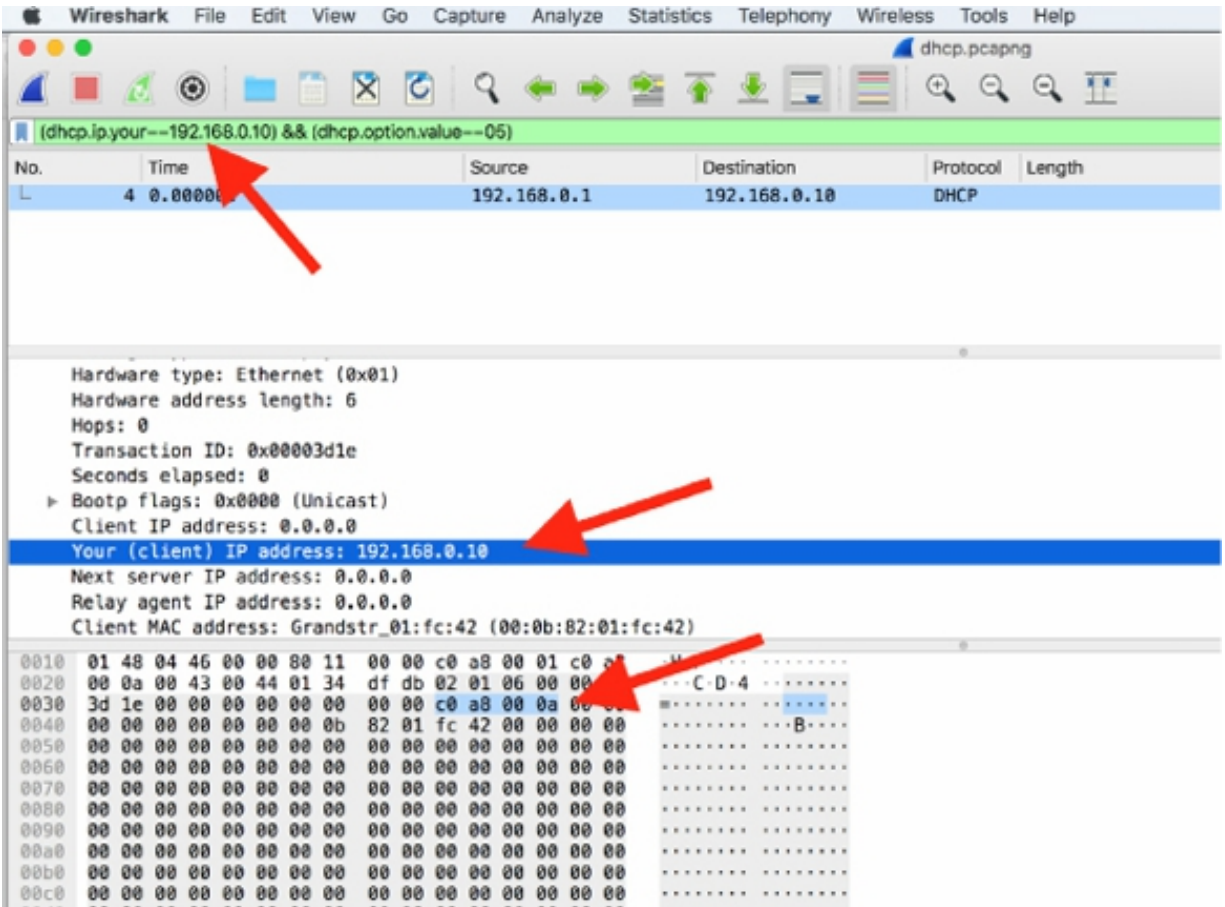 Wireshark File Edit View Go Capture Analyze Statistics Telephony Wireless Tools Help
dhcp.pcapng
(dhcp.ip.your--192.168.0.10) && (dhcp.option.value--05)
No. Time Source Destination Protocol Length
4 192.168.0.1 192.168.0.10 DHCP
Hardware type: Ethernet (0x01)
Hardware address length: 6
Hops: 0
Transaction ID: 0x00003d1e
Seconds elapsed: 0
Bootp flags: 0x0000 (Unicast)
Client IP address: 0.0.0.0
Your (client) IP address: 192.168.0.10
Next server IP address: 0.0.0.0
Relay agent IP address: 0.0.0.0
Client MAC address: Grandstr_01:fc:42 (00:0b:82:01:fc:42)
0010 01 48 04 46 00 00 80 11 00 00 c0 a8 00 01 c0
0020 00 0a 00 43 00 44 01 34 df db 02 01 06 00 00 ···C·D·4 ········
0030 3d 1e 00 00 00 00 00 00 00 00 c0 a8 00 0a =······· ········
0040 00 00 00 00 00 00 00 0b 82 01 fc 42 00 00 00 00 ········ ···B····
0050 00 00 00 00 00 00 00 00 00 00 00 00 00 00 00 00 ········ ········
0060 00 00 00 00 00 00 00 00 00 00 00 00 00 00 00 00 ········ ········
0070 00 00 00 00 00 00 00 00 00 00 00 00 00 00 00 00 ········ ········
0080 00 00 00 00 00 00 00 00 00 00 00 00 00 00 00 00 ········ ········
0090 00 00 00 00 00 00 00 00 00 00 00 00 00 00 00 00 ········ ········
00a0 00 00 00 00 00 00 00 00 00 00 00 00 00 00 00 00 ········ ········
00b0 00 00 00 00 00 00 00 00 00 00 00 00 00 00 00 00 ········ ········
00c0 00 00 00 00 00 00 00 00 00 00 00 00 00 00 00 00 ········ ········